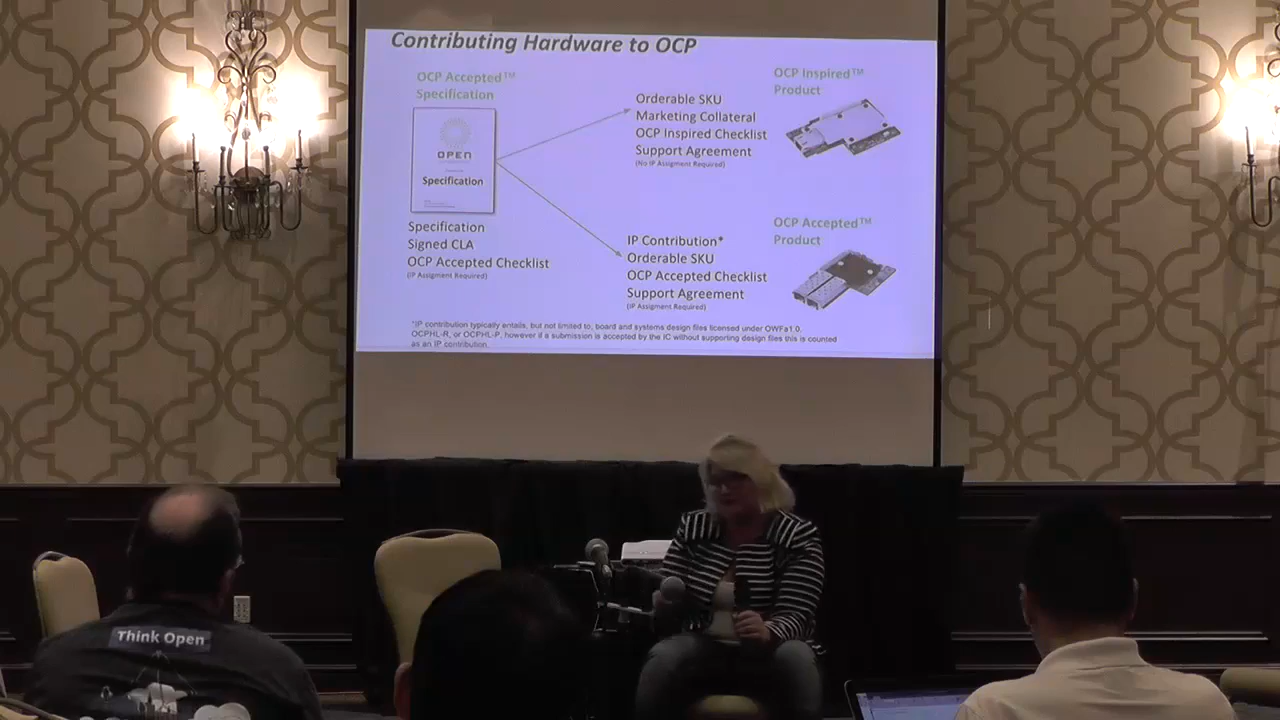 Contributing Hardware to OCP
OCP Accepted™
Specification
OPEN
Specification
Specification
Signed CLA
OCP Accepted Checklist
(IP Assigment Required)
Orderable SKU
Marketing Collateral
OCP Inspired Checklist
Support Agreement
(No IP Assigment Required)
OCP Inspired™
Product
IP Contribution*
Orderable SKU
OCP Accepted Checklist
Support Agreement
(IP Assigment Required)
OCP Accepted™
Product
*IP contribution typically entails, but not limited to, board and systems design files licensed under OWFa1.0,
OCPHL-R, or OCPHL-P, however if a submission is accepted by the IC without supporting design files this is counted
as an IP contribution.
Think Open